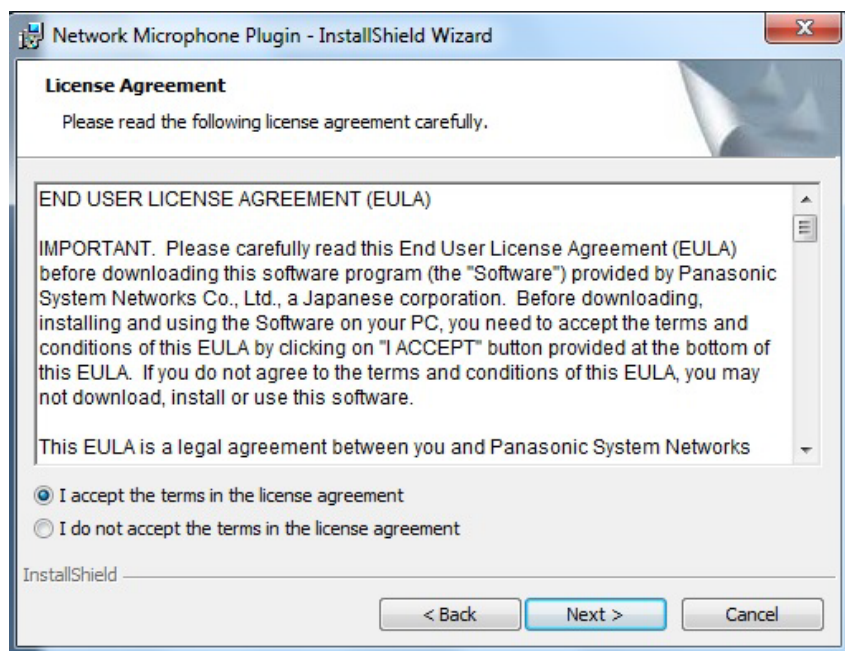 Network Microphone Plugin - InstallShield Wizard
License Agreement
Please read the following license agreement carefully.
END USER LICENSE AGREEMENT (EULA)
IMPORTANT.  Please carefully read this End User License Agreement (EULA)
before downloading this software program (the "Software") provided by Panasonic
System Networks Co., Ltd., a Japanese corporation.  Before downloading,
installing and using the Software on your PC, you need to accept the terms and
conditions of this EULA by clicking on "I ACCEPT" button provided at the bottom of
this EULA.  If you do not agree to the terms and conditions of this EULA, you may
not download, install or use this software.
This EULA is a legal agreement between you and Panasonic System Networks
I accept the terms in the license agreement
I do not accept the terms in the license agreement
InstallShield
< Back
Next >
Cancel